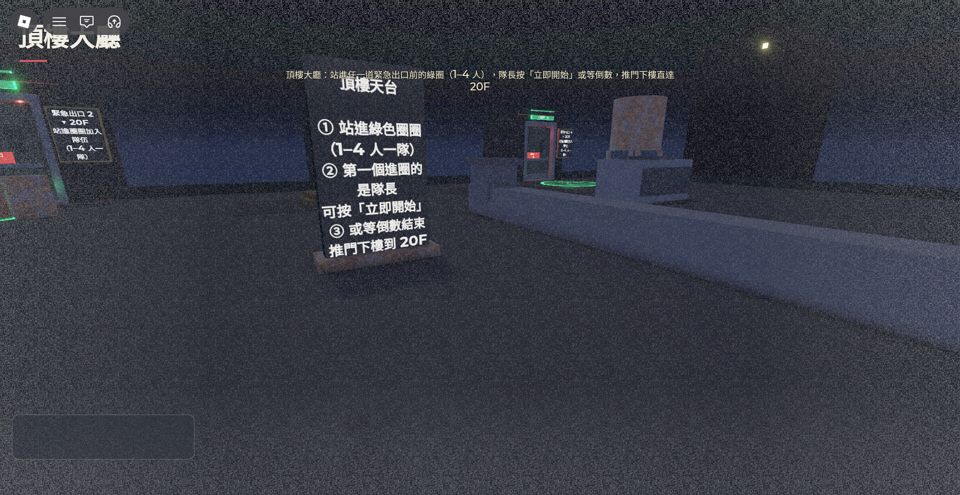 頂樓大廳
頂樓大廳：站進任一道緊急出口前的綠圈（1–4 人），隊長按「立即開始」或等倒數，推門下樓直達
20F
緊急出口 2
▼ 20F
站進圈圈加入
隊伍
（1–4 人一
隊）
頂樓天台
① 站進綠色圈圈
（1–4 人一隊）
② 第一個進圈的
是隊長
可按「立即開始」
③ 或等倒數結束
推門下樓到 20F